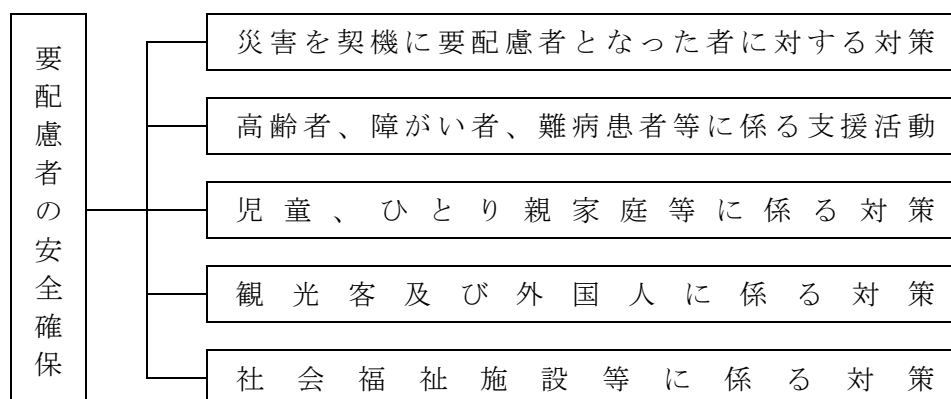 要配慮者の安全確保
災害を契機に要配慮者となった者に対する対策
高齢者、障がい者、難病患者等に係る支援活動
児童、ひとり親家庭等に係る対策
観光客及び外国人に係る対策
社会福祉施設等に係る対策